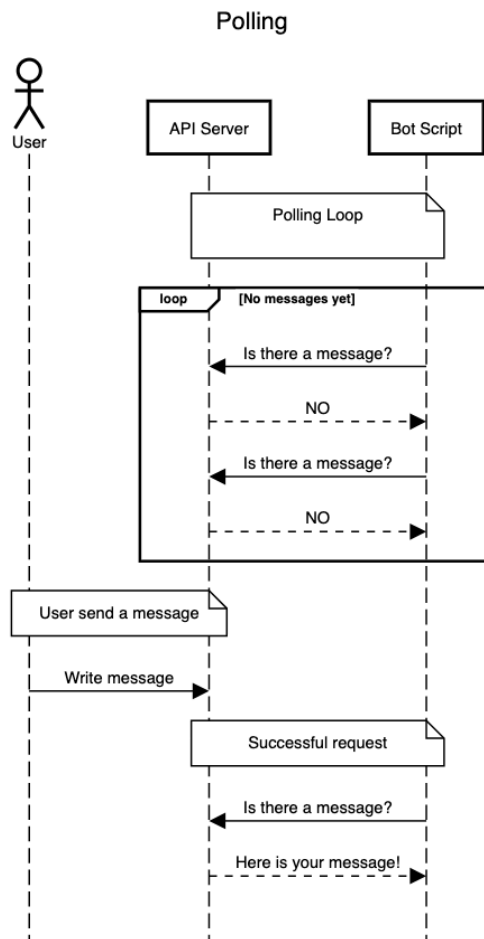 Polling
User
API Server
Bot Script
Polling Loop
loop
[No messages yet]
Is there a message?
NO
Is there a message?
NO
User send a message
Write message
Successful request
Is there a message?
Here is your message!